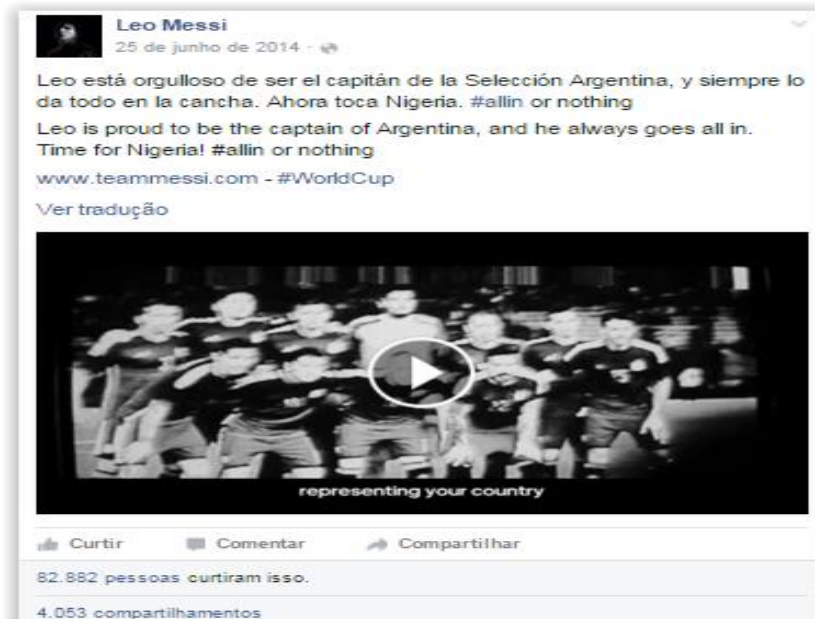 Leo Messi
25 de junho de 2014 ·
Leo está orgulloso de ser el capitán de la Selección Argentina, y siempre lo
da todo en la cancha. Ahora toca Nigeria. #allin or nothing
Leo is proud to be the captain of Argentina, and he always goes all in.
Time for Nigeria! #allin or nothing
www.teammessi.com - #WorldCup
Ver tradução
representing your country
Curtir Comentar Compartilhar
82.882 pessoas curtiram isso.
4.053 compartilhamentos